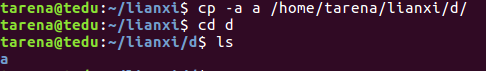 tarena@tedu:~/lianxi$ cp -a a /home/tarena/lianxi/d/
tarena@tedu:~/lianxi$ cd d
tarena@tedu:~/lianxi/d$ ls
a